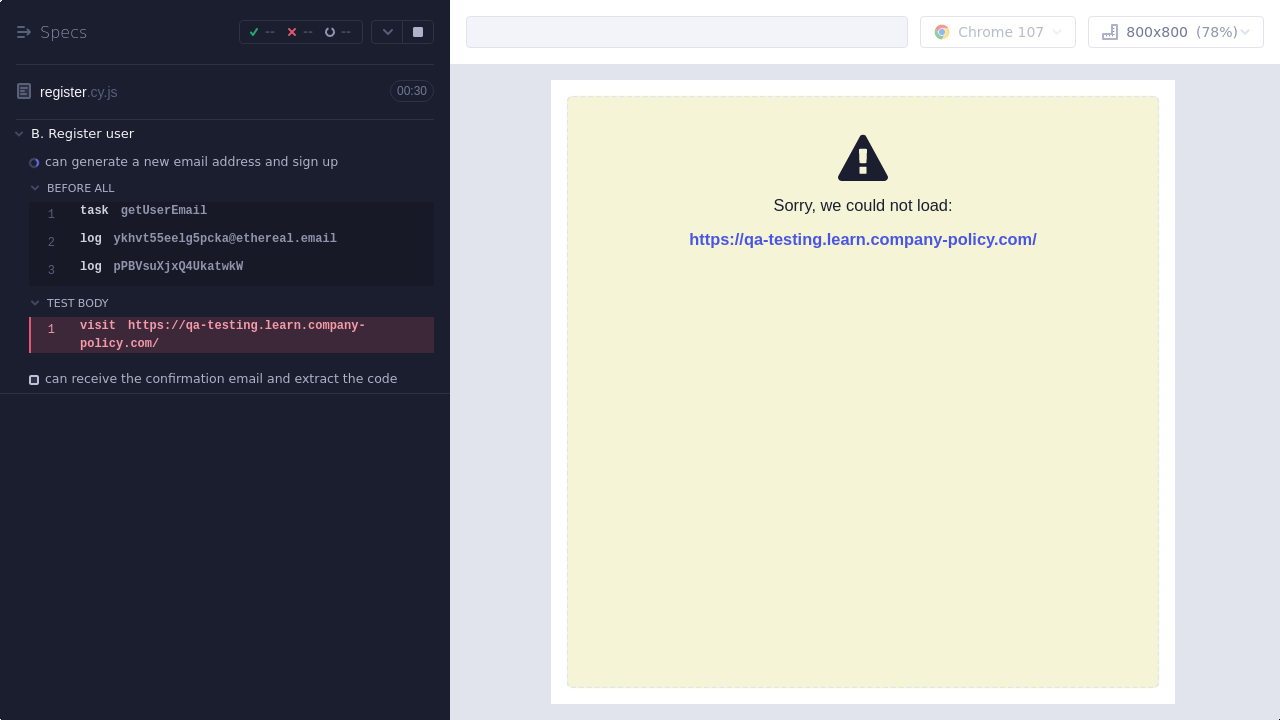 Specs
--
--
--
Chrome 107
800x800 (78%)
register.cy.js
00:30
B. Register user
can generate a new email address and sign up
BEFORE ALL
1 task getUserEmail
2 log ykhvt55eelg5pcka@ethereal.email
3 log pPBVsuXjxQ4UkatwkW
TEST BODY
1 visit https://qa-testing.learn.company-
policy.com/
can receive the confirmation email and extract the code
Sorry, we could not load:
https://qa-testing.learn.company-policy.com/